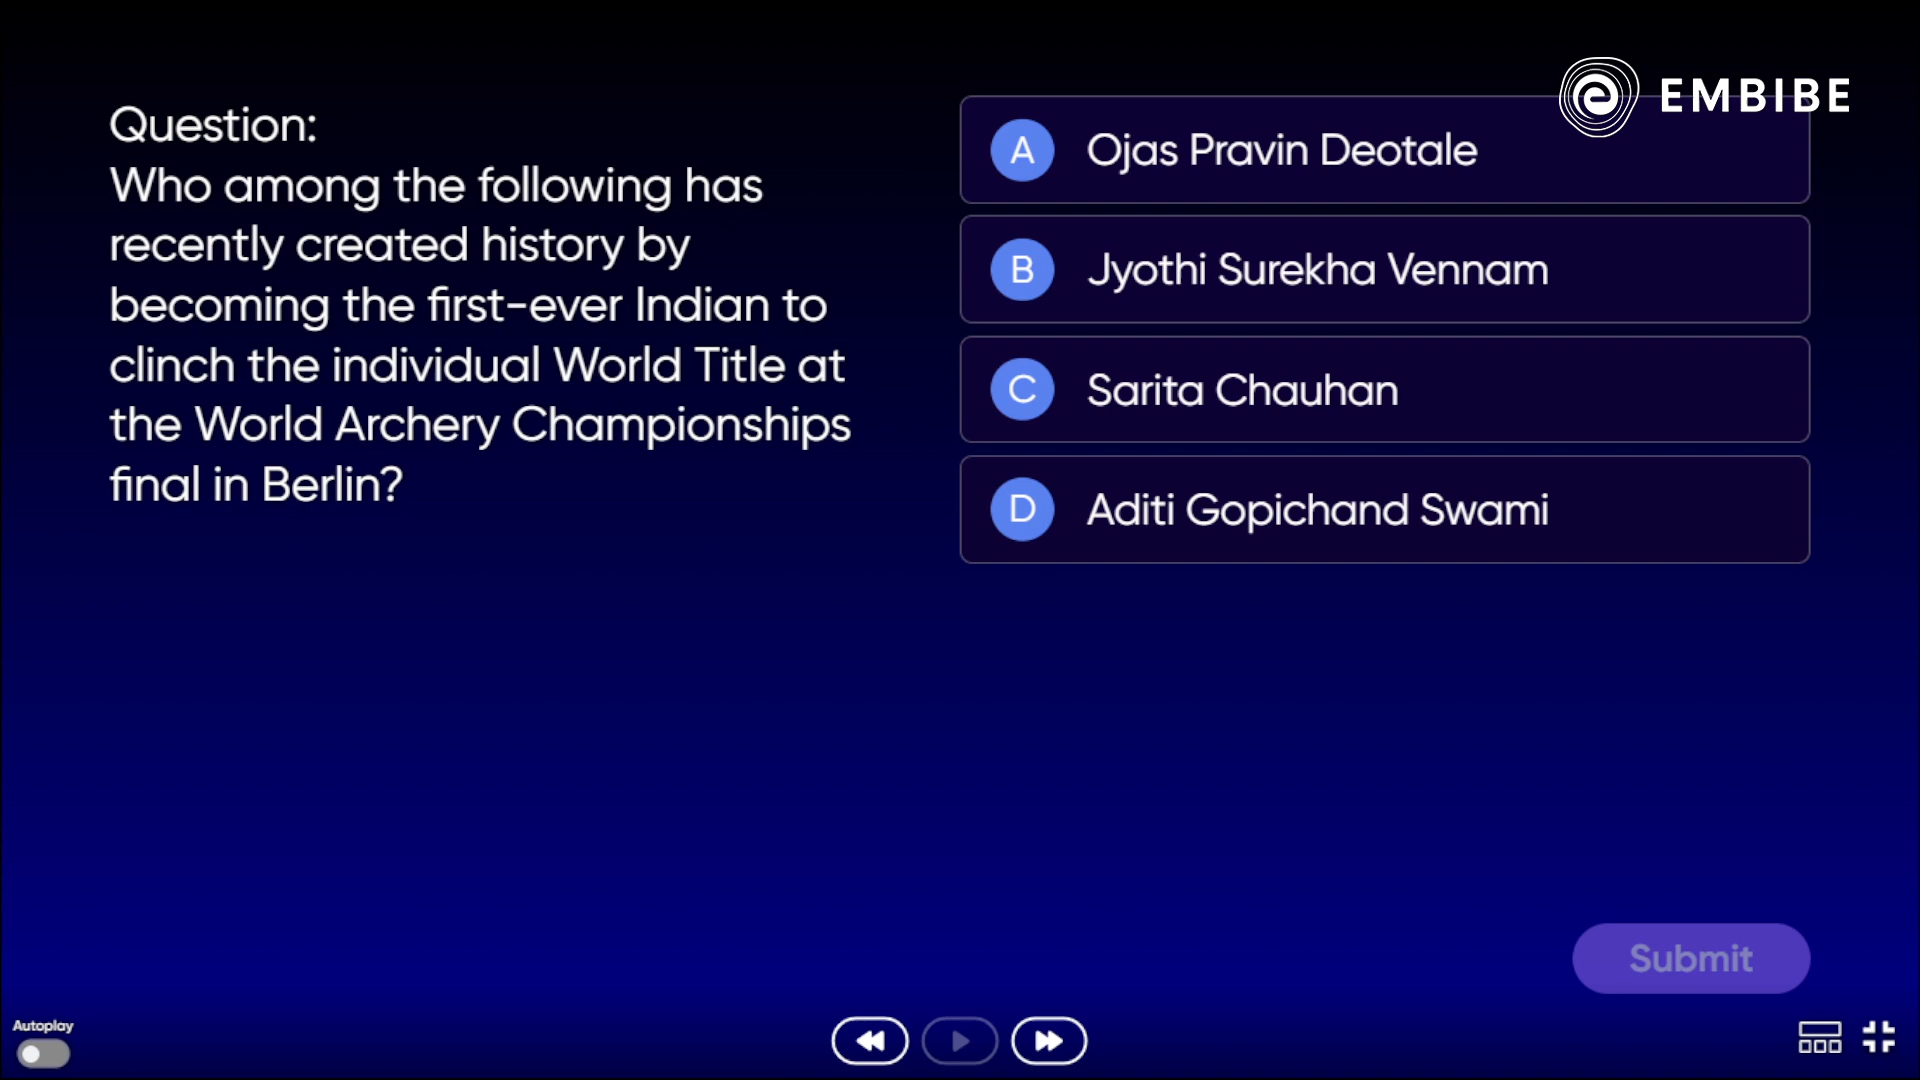 EMBIBE
Question:
Who among the following has
recently created history by
becoming the first-ever Indian to
clinch the individual World Title at
the World Archery Championships
final in Berlin?
A Ojas Pravin Deotale
B Jyothi Surekha Vennam
C Sarita Chauhan
D Aditi Gopichand Swami
Submit
Autoplay